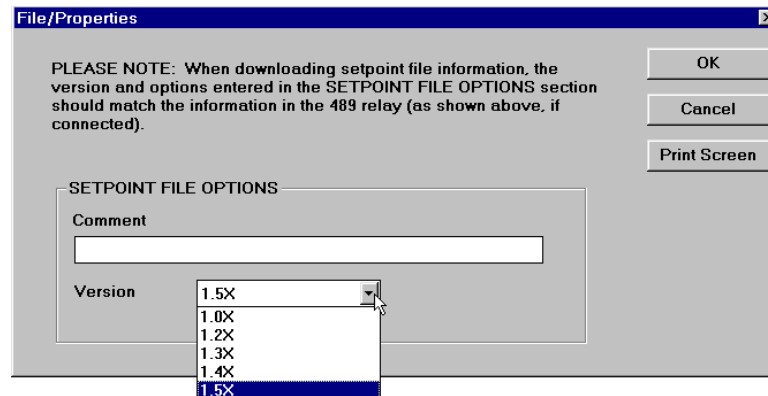 File/Properties
PLEASE NOTE: When downloading setpoint file information, the
version and options entered in the SETPOINT FILE OPTIONS section
should match the information in the 489 relay (as shown above, if
connected).
OK
Cancel
Print Screen
SETPOINT FILE OPTIONS
Comment
Version
1.5X
1.0X
1.2X
1.3X
1.4X
1.5X